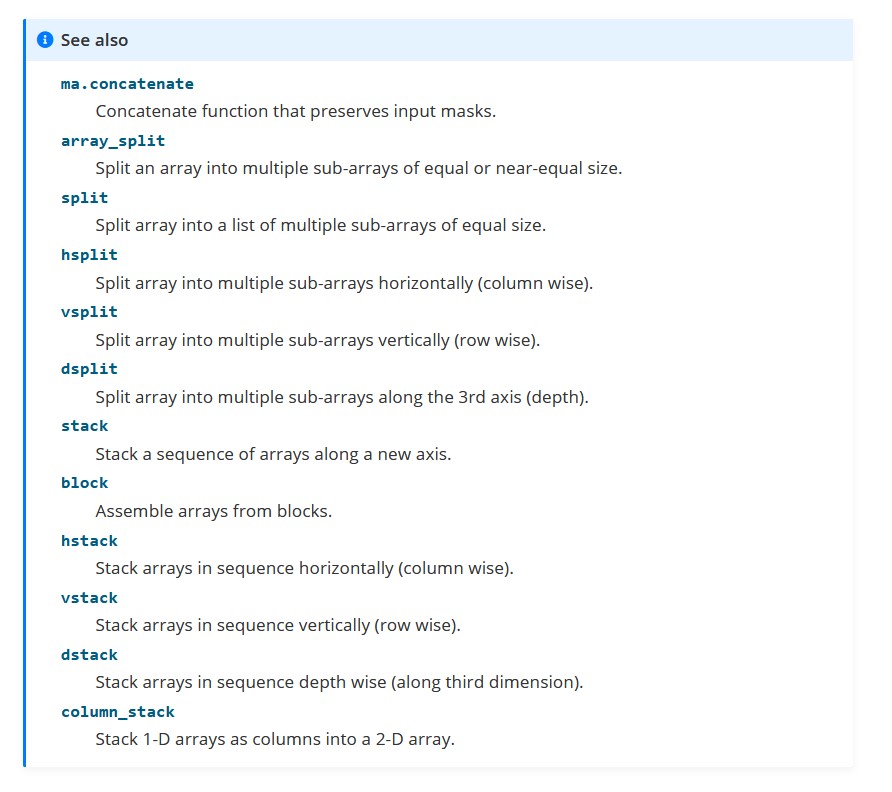 See also
ma.concatenate
Concatenate function that preserves input masks.
array_split
Split an array into multiple sub-arrays of equal or near-equal size.
split
Split array into a list of multiple sub-arrays of equal size.
hsplit
Split array into multiple sub-arrays horizontally (column wise).
vsplit
Split array into multiple sub-arrays vertically (row wise).
dsplit
Split array into multiple sub-arrays along the 3rd axis (depth).
stack
Stack a sequence of arrays along a new axis.
block
Assemble arrays from blocks.
hstack
Stack arrays in sequence horizontally (column wise).
vstack
Stack arrays in sequence vertically (row wise).
dstack
Stack arrays in sequence depth wise (along third dimension).
column_stack
Stack 1-D arrays as columns into a 2-D array.